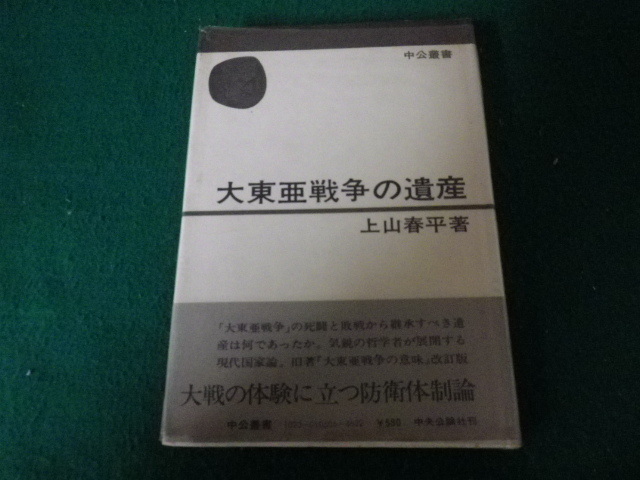 中公叢書
大東亜戦争の遺産
上山春平著
「大東亜戦争」の死闘と敗戦から継承すべき遺
産は何であったか。気鋭の哲学者が展開する
現代国家論。旧著『大東亜戦争の意味』改訂版
大戦の体験に立つ防衛体制論
中公叢書 ¥580 中央公論社刊